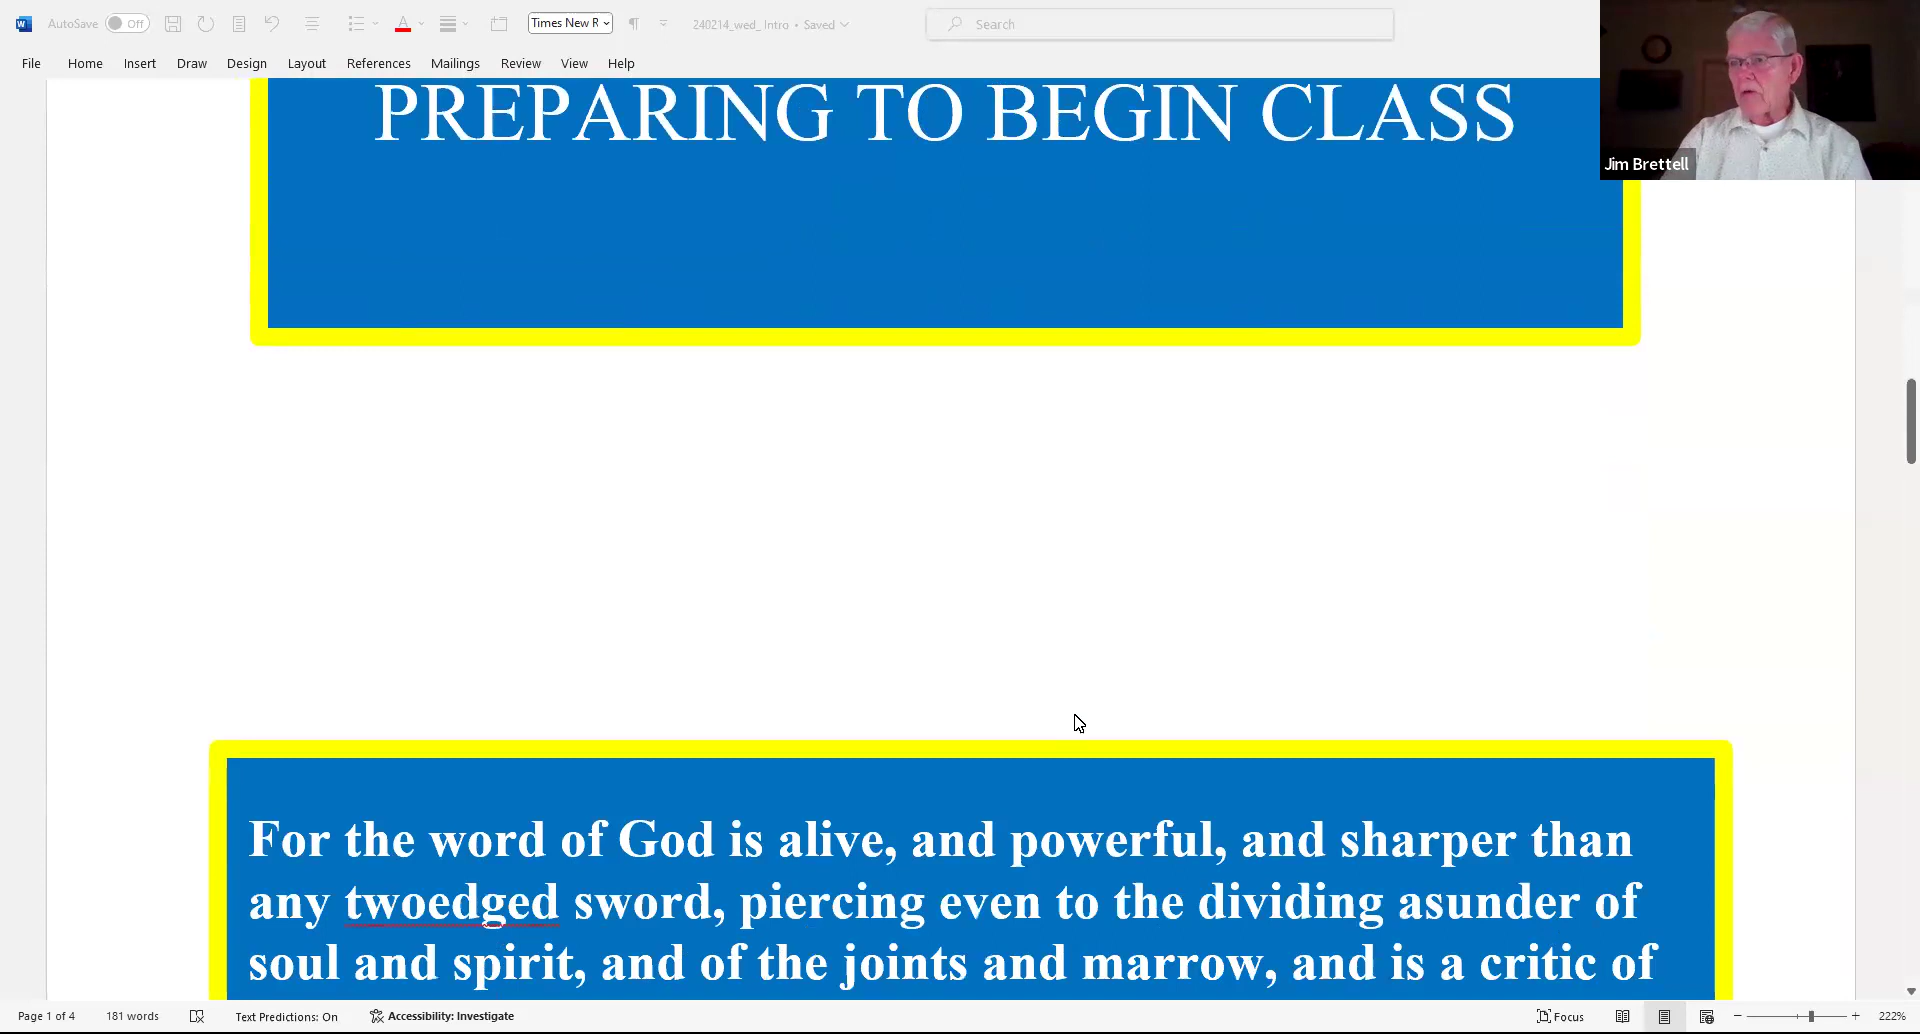 AutoSave Off Times New R 240214_wed_ Intro • Saved Search
File Home Insert Draw Design Layout References Mailings Review View Help
PREPARING TO BEGIN CLASS
Jim Brettell
For the word of God is alive, and powerful, and sharper than
any twoedged sword, piercing even to the dividing asunder of
soul and spirit, and of the joints and marrow, and is a critic of
Page 1 of 4 181 words Text Predictions: On Accessibility: Investigate Focus 222%